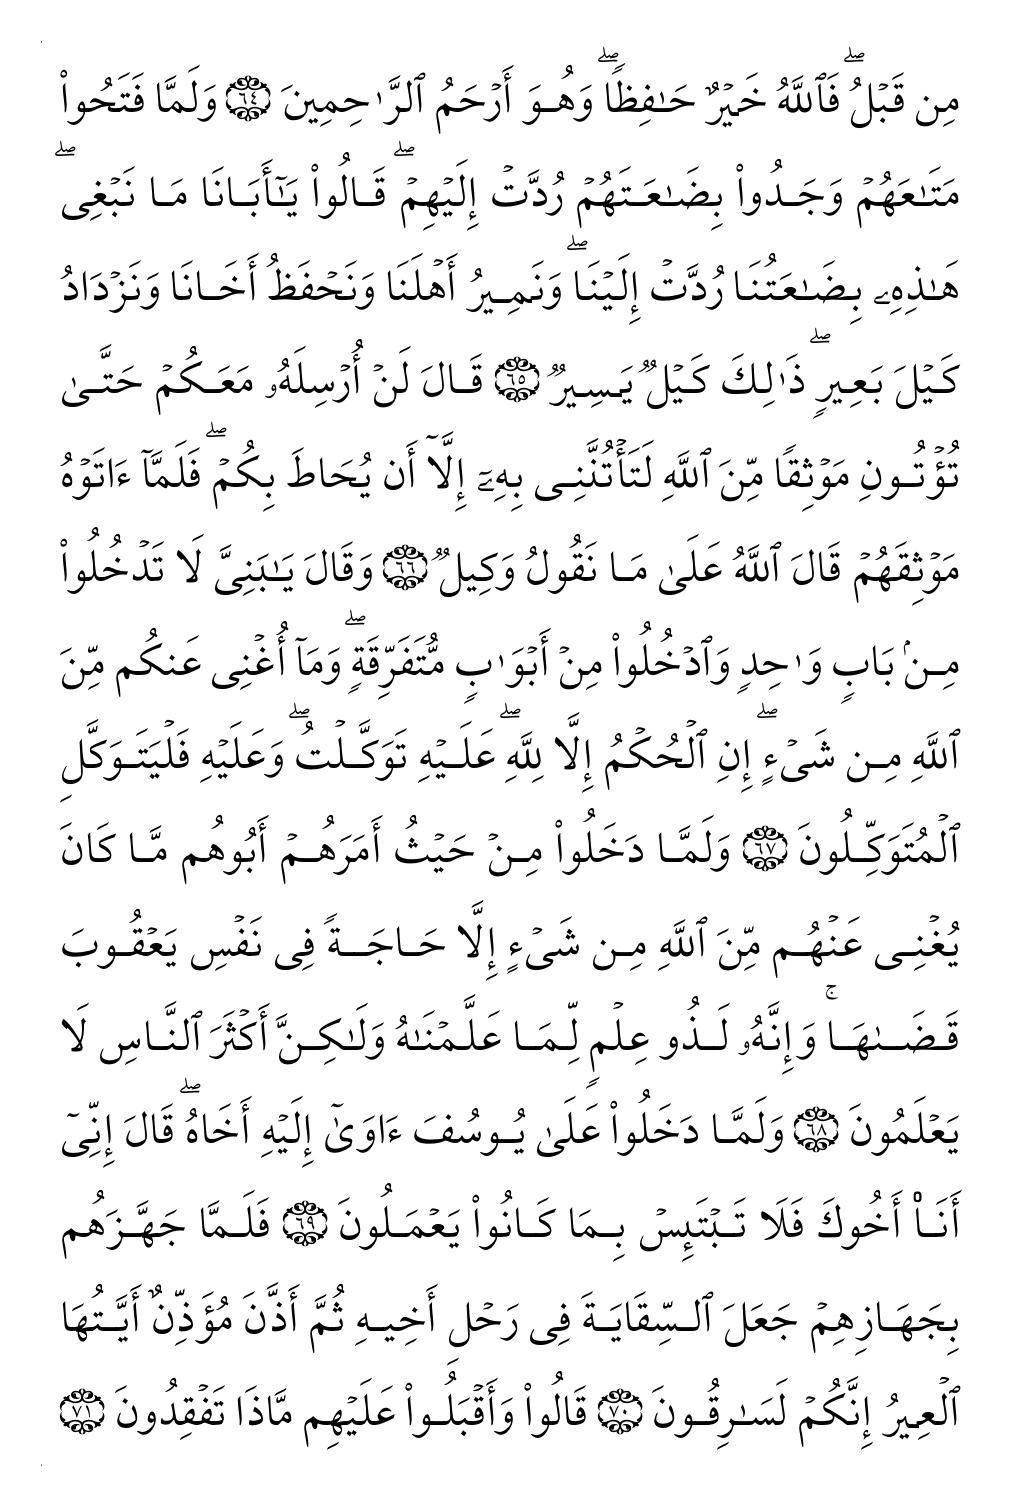 مِن قَبۡلُۖ فَٱللَّهُ خَيۡرٌ حَٰفِظٗاۖ وَهُوَ أَرۡحَمُ ٱلرَّٰحِمِينَ ٦٤ وَلَمَّا فَتَحُواْ
مَتَٰعَهُمۡ وَجَدُواْ بِضَٰعَتَهُمۡ رُدَّتۡ إِلَيۡهِمۡۖ قَالُواْ يَٰٓأَبَانَا مَا نَبۡغِيۖ
هَٰذِهِۦ بِضَٰعَتُنَا رُدَّتۡ إِلَيۡنَاۖ وَنَمِيرُ أَهۡلَنَا وَنَحۡفَظُ أَخَانَا وَنَزۡدَادُ
كَيۡلَ بَعِيرٖۖ ذَٰلِكَ كَيۡلٞ يَسِيرٞ ٦٥ قَالَ لَنۡ أُرۡسِلَهُۥ مَعَكُمۡ حَتَّىٰ
تُؤۡتُونِ مَوۡثِقٗا مِّنَ ٱللَّهِ لَتَأۡتُنَّنِي بِهِۦٓ إِلَّآ أَن يُحَاطَ بِكُمۡۖ فَلَمَّآ ءَاتَوۡهُ
مَوۡثِقَهُمۡ قَالَ ٱللَّهُ عَلَىٰ مَا نَقُولُ وَكِيلٞ ٦٦ وَقَالَ يَٰبَنِيَّ لَا تَدۡخُلُواْ
مِنۢ بَابٖ وَٰحِدٖ وَٱدۡخُلُواْ مِنۡ أَبۡوَٰبٖ مُّتَفَرِّقَةٖۖ وَمَآ أُغۡنِي عَنكُم مِّنَ
ٱللَّهِ مِن شَيۡءٍۖ إِنِ ٱلۡحُكۡمُ إِلَّا لِلَّهِۖ عَلَيۡهِ تَوَكَّلۡتُۖ وَعَلَيۡهِ فَلۡيَتَوَكَّلِ
ٱلۡمُتَوَكِّلُونَ ٦٧ وَلَمَّا دَخَلُواْ مِنۡ حَيۡثُ أَمَرَهُمۡ أَبُوهُم مَّا كَانَ
يُغۡنِي عَنۡهُم مِّنَ ٱللَّهِ مِن شَيۡءٍ إِلَّا حَاجَةٗ فِي نَفۡسِ يَعۡقُوبَ
قَضَىٰهَاۚ وَإِنَّهُۥ لَذُو عِلۡمٖ لِّمَا عَلَّمۡنَٰهُ وَلَٰكِنَّ أَكۡثَرَ ٱلنَّاسِ لَا
يَعۡلَمُونَ ٦٨ وَلَمَّا دَخَلُواْ عَلَىٰ يُوسُفَ ءَاوَىٰٓ إِلَيۡهِ أَخَاهُۖ قَالَ إِنِّيٓ
أَنَا۠ أَخُوكَ فَلَا تَبۡتَئِسۡ بِمَا كَانُواْ يَعۡمَلُونَ ٦٩ فَلَمَّا جَهَّزَهُم
بِجَهَازِهِمۡ جَعَلَ ٱلسِّقَايَةَ فِي رَحۡلِ أَخِيهِ ثُمَّ أَذَّنَ مُؤَذِّنٌ أَيَّتُهَا
ٱلۡعِيرُ إِنَّكُمۡ لَسَٰرِقُونَ ٧٠ قَالُواْ وَأَقۡبَلُواْ عَلَيۡهِم مَّاذَا تَفۡقِدُونَ ٧١